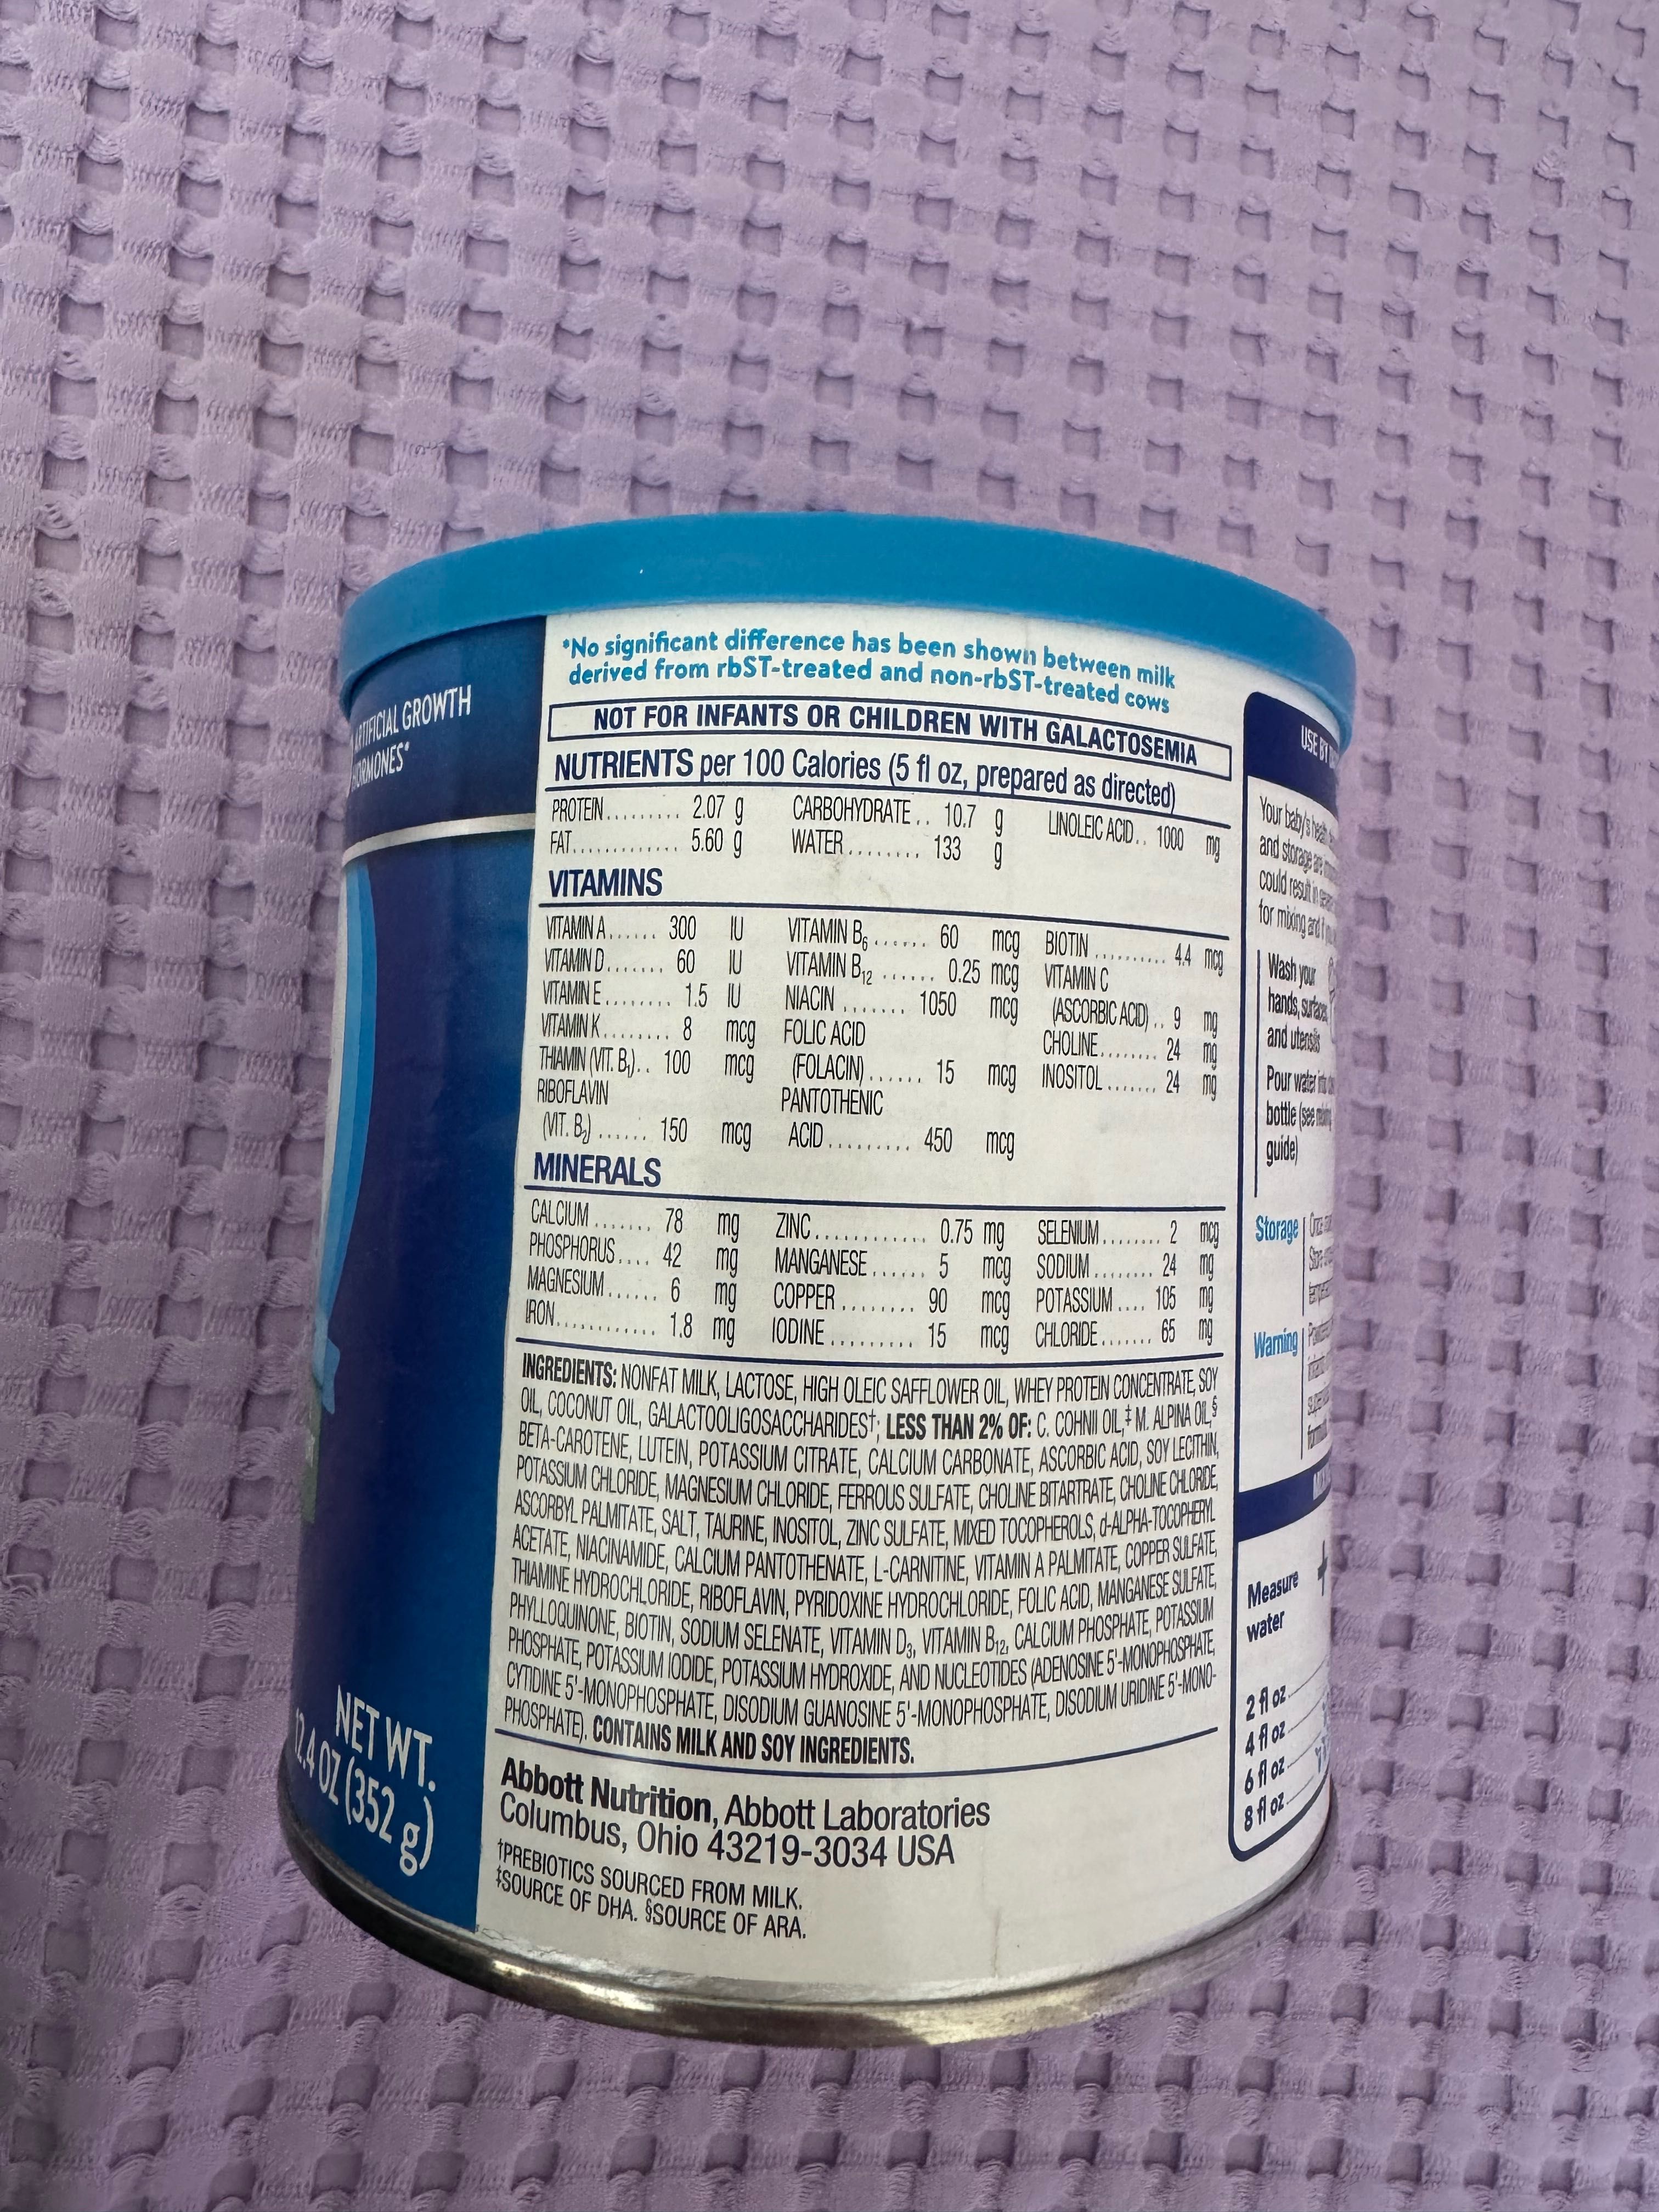 GROWTH
*No significant difference has been shown between milk
derived from rbST-treated and non-rbST-treated cows
NOT FOR INFANTS OR CHILDREN WITH GALACTOSEMIA
NUTRIENTS per 100 Calories (5 fl oz, prepared as directed)
PROTEIN......... 2.07 g CARBOHYDRATE.. 10.7 g LINOLEIC ACID.. 1000 mg
FAT............. 5.60 g WATER........ 133 g
VITAMINS
VITAMIN A...... 300 IU VITAMIN B6...... 60 mcg BIOTIN.......... 4.4 mcg
VITAMIN D....... 60 IU VITAMIN B12...... 0.25 mcg VITAMIN C
VITAMIN E........ 1.5 IU NIACIN....... 1050 mcg (ASCORBIC ACID).. 9 mg
VITAMIN K........ 8 mcg FOLIC ACID CHOLINE........ 24 mg
THIAMIN (VIT. B1).. 100 mcg (FOLACIN)...... 15 mcg INOSITOL....... 24 mg
RIBOFLAVIN PANTOTHENIC
(VIT. B2)...... 150 mcg ACID......... 450 mcg
MINERALS
CALCIUM....... 78 mg ZINC............ 0.75 mg SELENIUM........ 2 mcg
PHOSPHORUS.... 42 mg MANGANESE...... 5 mcg SODIUM......... 24 mg
MAGNESIUM...... 6 mg COPPER......... 90 mcg POTASSIUM.... 105 mg
IRON............ 1.8 mg IODINE.......... 15 mcg CHLORIDE....... 65 mg
INGREDIENTS: NONFAT MILK, LACTOSE, HIGH OLEIC SAFFLOWER OIL, WHEY PROTEIN CONCENTRATE, SOY
OIL, COCONUT OIL, GALACTOOLIGOSACCHARIDES†; LESS THAN 2% OF: C. COHNII OIL,‡ M. ALPINA OIL,§
BETA-CAROTENE, LUTEIN, POTASSIUM CITRATE, CALCIUM CARBONATE, ASCORBIC ACID, SOY LECITHIN,
POTASSIUM CHLORIDE, MAGNESIUM CHLORIDE, FERROUS SULFATE, CHOLINE BITARTRATE, CHOLINE CHLORIDE,
ASCORBYL PALMITATE, SALT, TAURINE, INOSITOL, ZINC SULFATE, MIXED TOCOPHEROLS, d-ALPHA-TOCOPHERYL
ACETATE, NIACINAMIDE, CALCIUM PANTOTHENATE, L-CARNITINE, VITAMIN A PALMITATE, COPPER SULFATE,
THIAMINE HYDROCHLORIDE, RIBOFLAVIN, PYRIDOXINE HYDROCHLORIDE, FOLIC ACID, MANGANESE SULFATE,
PHYLLOQUINONE, BIOTIN, SODIUM SELENATE, VITAMIN D3, VITAMIN B12, CALCIUM PHOSPHATE, POTASSIUM
PHOSPHATE, POTASSIUM IODIDE, POTASSIUM HYDROXIDE, AND NUCLEOTIDES (ADENOSINE 5'-MONOPHOSPHATE,
CYTIDINE 5'-MONOPHOSPHATE, DISODIUM GUANOSINE 5'-MONOPHOSPHATE, DISODIUM URIDINE 5'-MONO-
PHOSPHATE). CONTAINS MILK AND SOY INGREDIENTS.
Abbott Nutrition, Abbott Laboratories
Columbus, Ohio 43219-3034 USA
†PREBIOTICS SOURCED FROM MILK.
‡SOURCE OF DHA. §SOURCE OF ARA.
NET WT.
12.4 OZ (352 g)
USE BY
Your baby's
and storage are
could result in
for mixing and if
Wash your
hands, surfaces
and utensils
Pour water into
bottle (see mixing
guide)
Storage
Warning
Measure
water
+
2 fl oz
4 fl oz
6 fl oz
8 fl oz